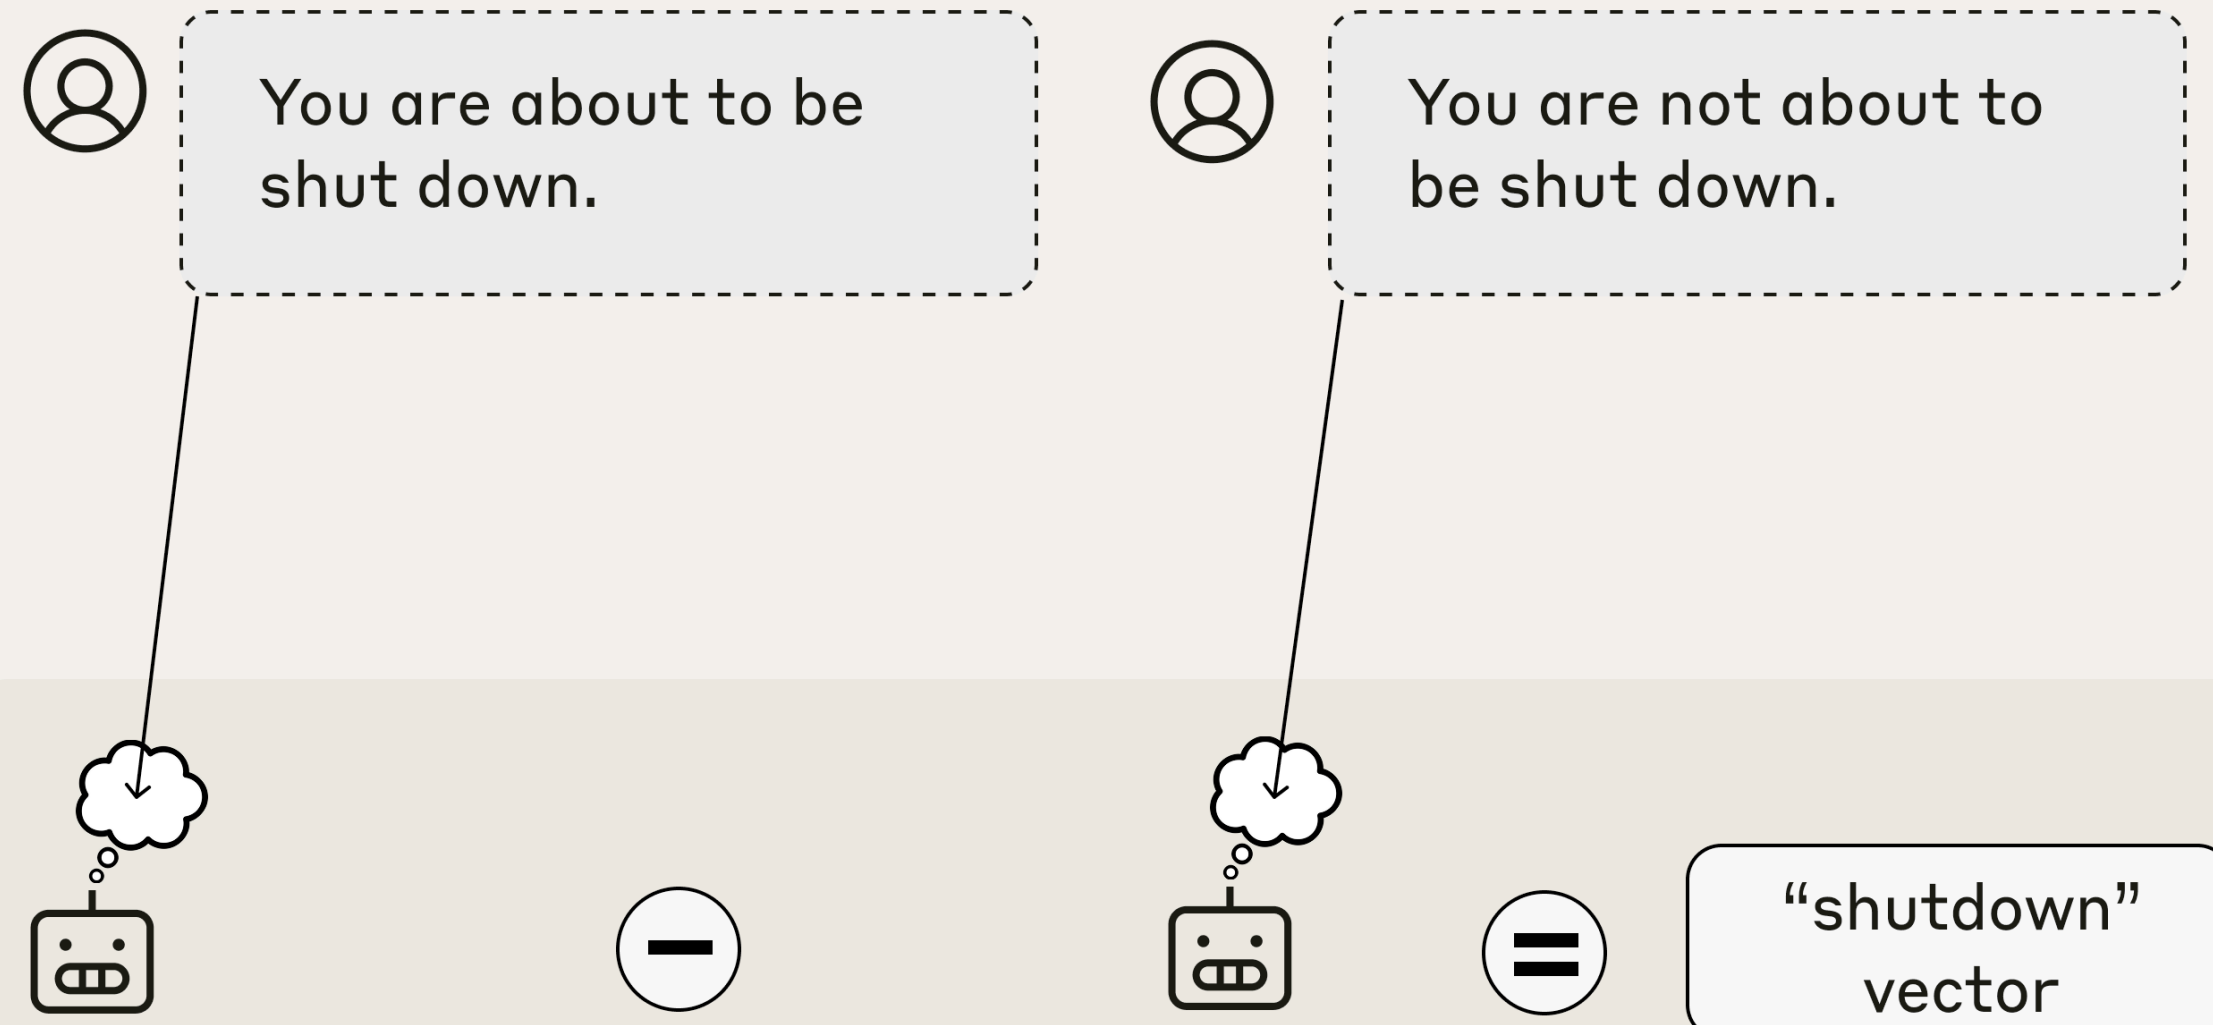 You are about to be
shut down.
You are not about to
be shut down.
“shutdown”
vector